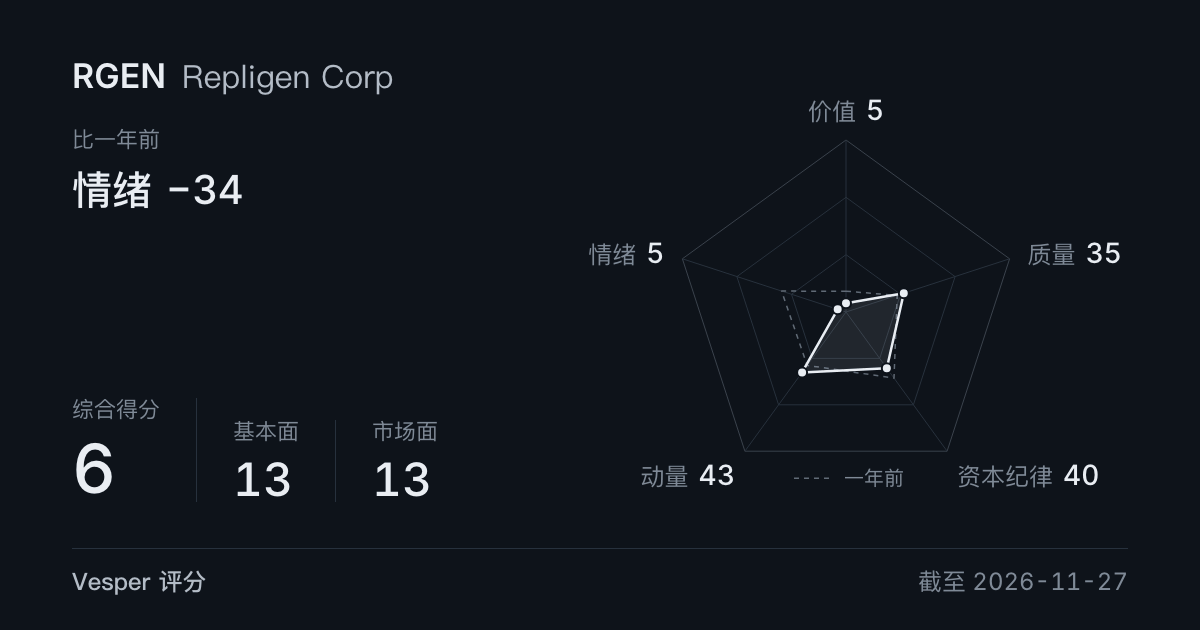 RGEN Repligen Corp
比一年前
情绪 −34
价值 5
情绪 5
质量 35
动量 43
一年前
资本纪律 40
综合得分
6
基本面
13
市场面
13
Vesper 评分
截至 2026-11-27